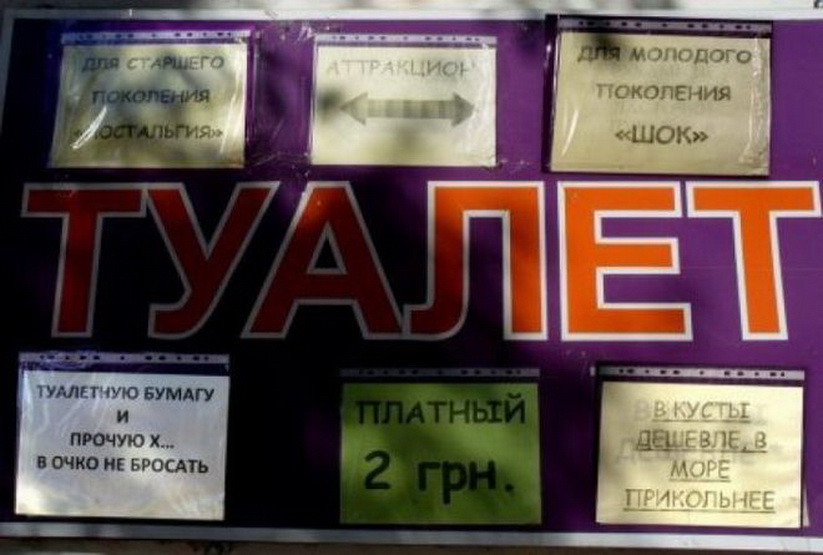 ДЛЯ СТАРШЕГО
ПОКОЛЕНИЯ
«НОСТАЛЬГИЯ»
АТТРАКЦИОН
ДЛЯ МОЛОДОГО
ПОКОЛЕНИЯ
«ШОК»
ТУАЛЕТ
ТУАЛЕТНУЮ БУМАГУ
И
ПРОЧУЮ Х...
В ОЧКО НЕ БРОСАТЬ
ПЛАТНЫЙ
2 грн.
В КУСТЫ
ДЕШЕВЛЕ, В
МОРЕ
ПРИКОЛЬНЕЕ